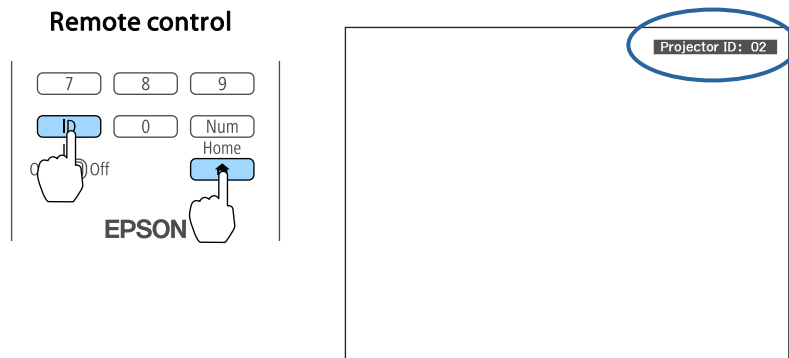 Remote control
7 8 9
ID 0 Num
Home
Off
EPSON
Projector ID: 02